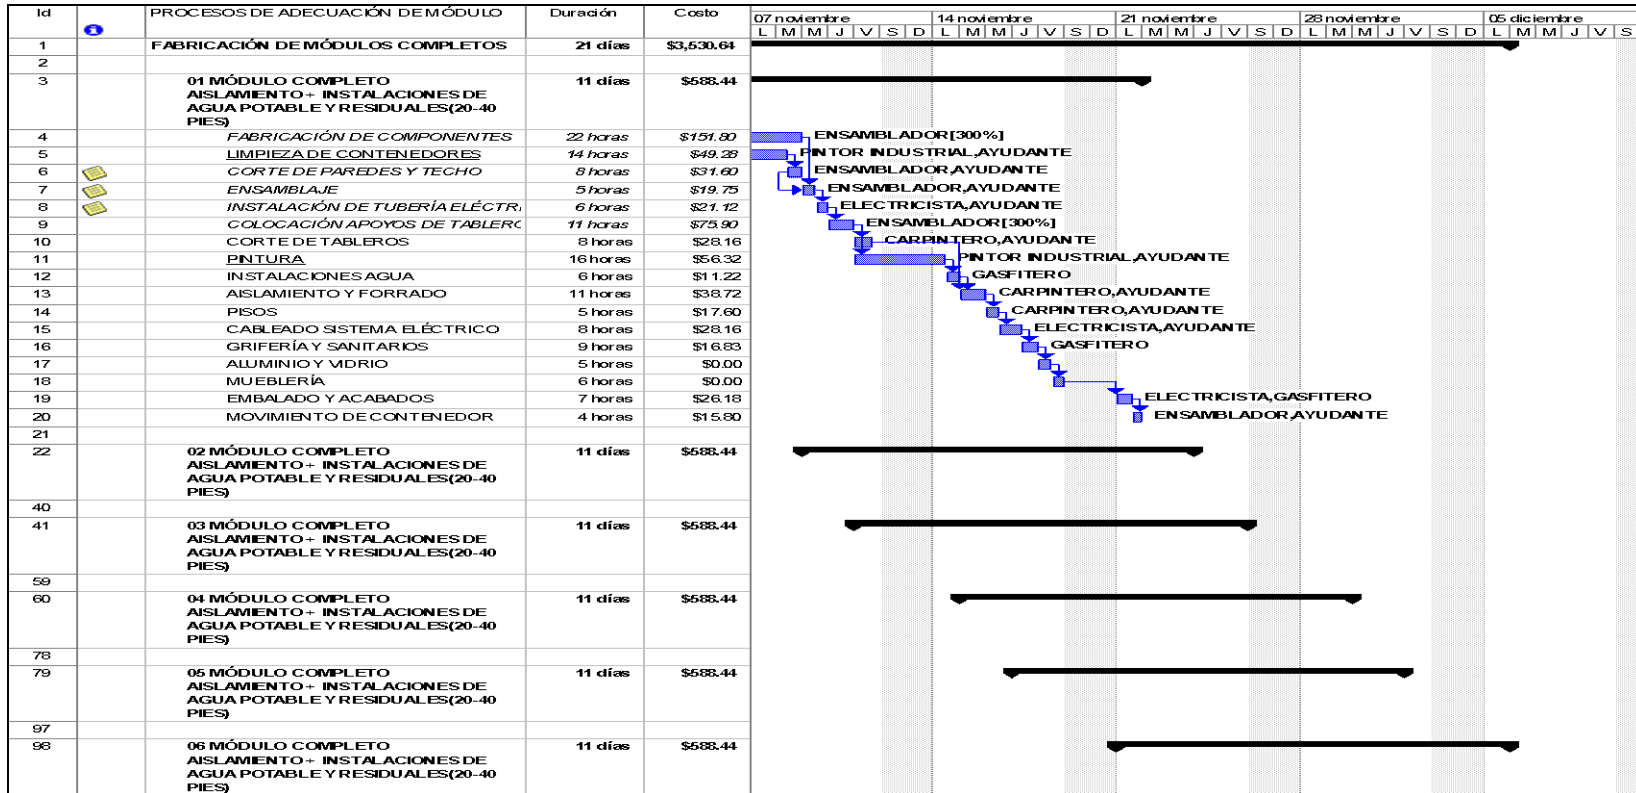 Id PROCESOS DE ADECUACIÓN DE MÓDULO Duración Costo 07 noviembre 14 noviembre 21 noviembre 28 noviembre 05 diciembre
L M M J V S D L M M J V S D L M M J V S D L M M J V S D L M M J V S
1 FABRICACIÓN DE MÓDULOS COMPLETOS 21 días $3,530.64
2
3 01 MÓDULO COMPLETO 11 días $588.44
AISLAMIENTO + INSTALACIONES DE
AGUA POTABLE Y RESIDUALES(20-40
PIES)
4 FABRICACIÓN DE COMPONENTES 22 horas $151.80 ENSAMBLADOR[300%]
5 LIMPIEZA DE CONTENEDORES 14 horas $49.28 PINTOR INDUSTRIAL,AYUDANTE
6 CORTE DE PAREDES Y TECHO 8 horas $31.60 ENSAMBLADOR,AYUDANTE
7 ENSAMBLAJE 5 horas $19.75 ENSAMBLADOR,AYUDANTE
8 INSTALACIÓN DE TUBERÍA ELÉCTRI 6 horas $21.12 ELECTRICISTA,AYUDANTE
9 COLOCACIÓN APOYOS DE TABLERO 11 horas $75.90 ENSAMBLADOR[300%]
10 CORTE DE TABLEROS 8 horas $28.16 CARPINTERO,AYUDANTE
11 PINTURA 16 horas $56.32 PINTOR INDUSTRIAL,AYUDANTE
12 INSTALACIONES AGUA 6 horas $11.22 GASFITERO
13 AISLAMIENTO Y FORRADO 11 horas $38.72 CARPINTERO,AYUDANTE
14 PISOS 5 horas $17.60 CARPINTERO,AYUDANTE
15 CABLEADO SISTEMA ELÉCTRICO 8 horas $28.16 ELECTRICISTA,AYUDANTE
16 GRIFERÍA Y SANITARIOS 9 horas $16.83 GASFITERO
17 ALUMINIO Y VIDRIO 5 horas $0.00
18 MUEBLERÍA 6 horas $0.00
19 EMBALADO Y ACABADOS 7 horas $26.18 ELECTRICISTA,GASFITERO
20 MOVIMIENTO DE CONTENEDOR 4 horas $15.80 ENSAMBLADOR,AYUDANTE
21
22 02 MÓDULO COMPLETO 11 días $588.44
AISLAMIENTO + INSTALACIONES DE
AGUA POTABLE Y RESIDUALES(20-40
PIES)
40
41 03 MÓDULO COMPLETO 11 días $588.44
AISLAMIENTO + INSTALACIONES DE
AGUA POTABLE Y RESIDUALES(20-40
PIES)
59
60 04 MÓDULO COMPLETO 11 días $588.44
AISLAMIENTO + INSTALACIONES DE
AGUA POTABLE Y RESIDUALES(20-40
PIES)
78
79 05 MÓDULO COMPLETO 11 días $588.44
AISLAMIENTO + INSTALACIONES DE
AGUA POTABLE Y RESIDUALES(20-40
PIES)
97
98 06 MÓDULO COMPLETO 11 días $588.44
AISLAMIENTO + INSTALACIONES DE
AGUA POTABLE Y RESIDUALES(20-40
PIES)